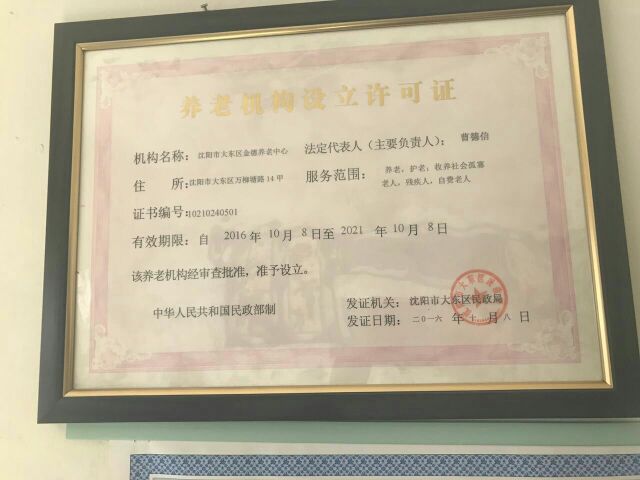 养老机构设立许可证
机构名称：沈阳市大东区金德养老中心
法定代表人（主要负责人）：曹德倍
住 所：沈阳市大东区万柳塘路14甲
服务范围：养老，护老；收养社会孤寡
老人，残疾人，自费老人
证书编号：10210240501
有效期限：自 2016 年 10 月 8 日至 2021 年 10 月 8 日
该养老机构经审查批准，准予设立。
中华人民共和国民政部制
发证机关：沈阳市大东区民政局
发证日期：二〇一六 年 十 月 八 日